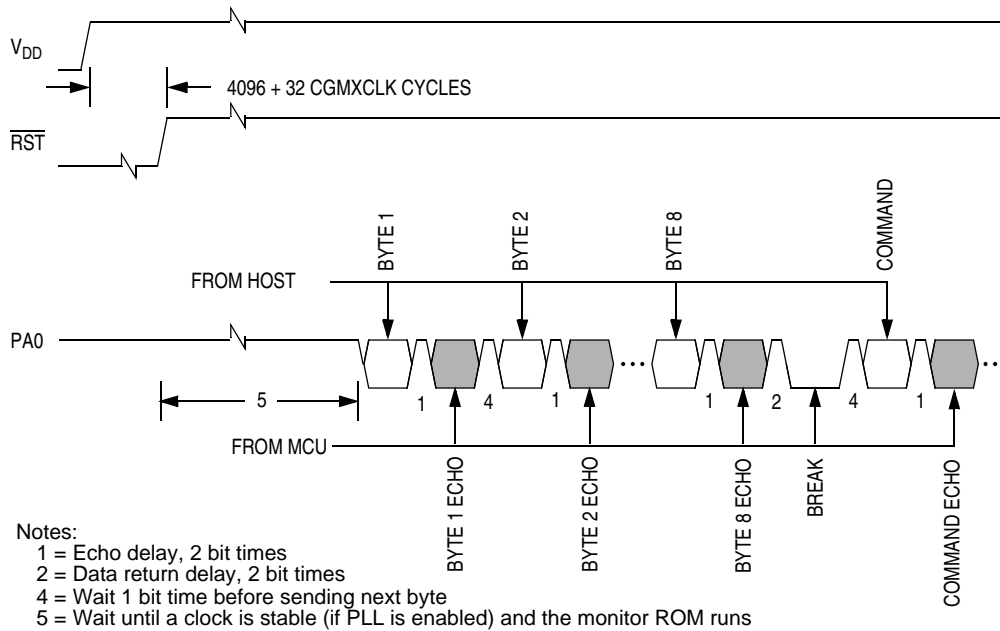 VDD
4096 + 32 CGMXCLK CYCLES
RST
BYTE 1
BYTE 2
BYTE 8
COMMAND
FROM HOST
PA0
...
...
5
1
4
1
1
2
4
1
FROM MCU
BYTE 1 ECHO
BYTE 2 ECHO
BYTE 8 ECHO
BREAK
COMMAND ECHO
Notes:
1 = Echo delay, 2 bit times
2 = Data return delay, 2 bit times
4 = Wait 1 bit time before sending next byte
5 = Wait until a clock is stable (if PLL is enabled) and the monitor ROM runs